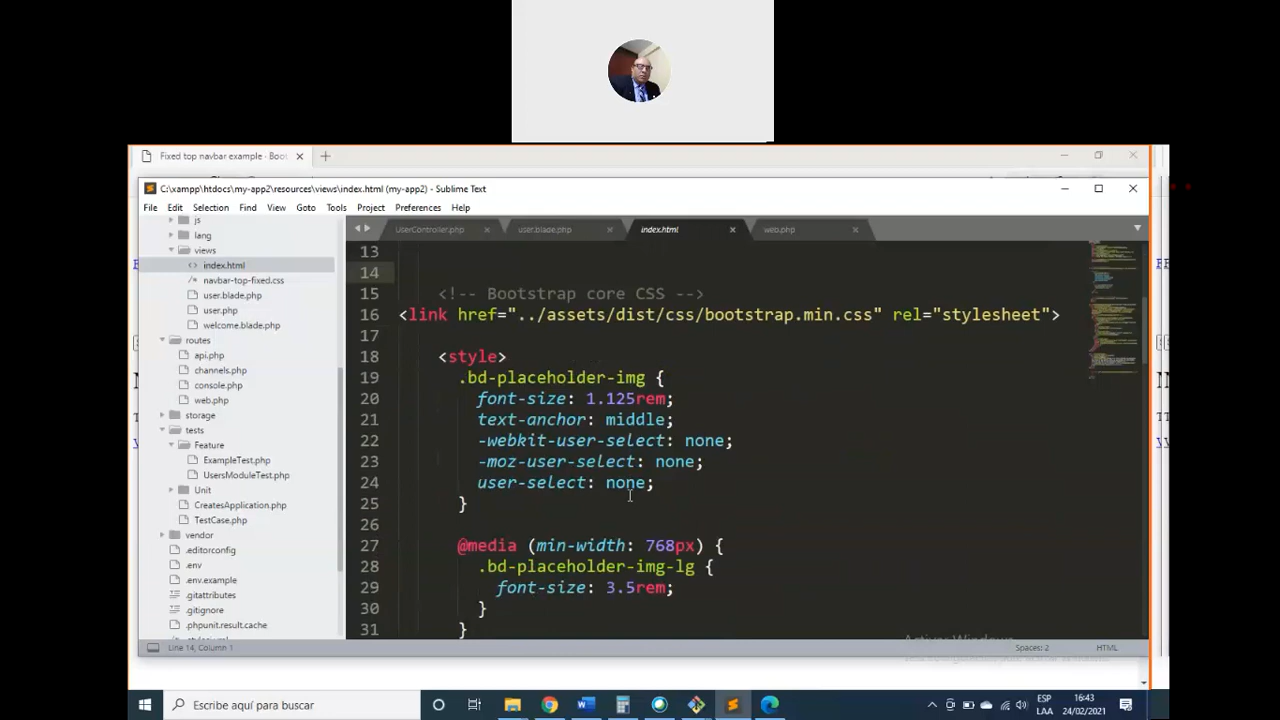 Fixed top navbar example · Boo
C:\xampp\htdocs\my-app2\resources\views\index.html (my-app2) - Sublime Text
File Edit Selection Find View Goto Tools Project Preferences Help
js
lang
views
index.html
navbar-top-fixed.css
user.blade.php
user.php
welcome.blade.php
routes
api.php
channels.php
console.php
web.php
storage
tests
Feature
ExampleTest.php
UsersModuleTest.php
Unit
CreatesApplication.php
TestCase.php
vendor
.editorconfig
.env
.env.example
.gitattributes
.gitignore
.phpunit.result.cache
UserController.php user.blade.php index.html web.php
13
14
15 <!-- Bootstrap core CSS -->
16 <link href="../assets/dist/css/bootstrap.min.css" rel="stylesheet">
17
18 <style>
19 .bd-placeholder-img {
20 font-size: 1.125rem;
21 text-anchor: middle;
22 -webkit-user-select: none;
23 -moz-user-select: none;
24 user-select: none;
25 }
26
27 @media (min-width: 768px) {
28 .bd-placeholder-img-lg {
29 font-size: 3.5rem;
30 }
31 }
Activar Windows
Line 14, Column 1 Spaces: 2 HTML
Escribe aquí para buscar
ESP
LAA
16:43
24/02/2021